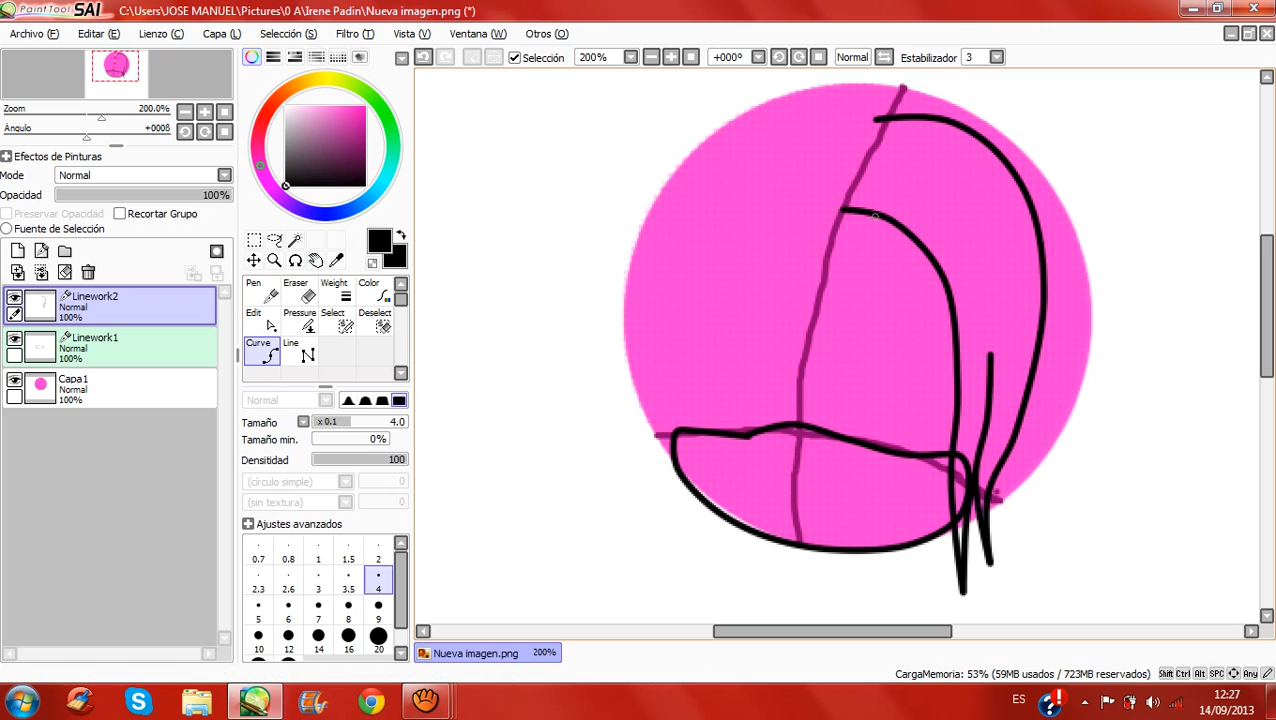 PaintTool SAI C:\Users\JOSE MANUEL\Pictures\0 A\Irene Padin\Nueva imagen.png (*)
Archivo (F) Editar (E) Lienzo (C) Capa (L) Selección (S) Filtro (T) Vista (V) Ventana (W) Otros (O)
Selección 200% +000º Normal Estabilizador 3
Zoom 200.0%
Ángulo +000ß
Efectos de Pinturas
Modo Normal
Opacidad 100%
Preservar Opacidad Recortar Grupo
Fuente de Selección
Linework2
Normal
100%
Linework1
Normal
100%
Capa1
Normal
100%
Pen Eraser Weight Color
Edit Pressure Select Deselect
Curve Line
Normal
Tamaño x 0.1 4.0
Tamaño min. 0%
Densidad 100
(círculo simple) 0
(sin textura) 0
Ajustes avanzados
0.7 0.8 1 1.5 2
2.3 2.6 3 3.5 4
5 6 7 8 9
10 12 14 16 20
Nueva imagen.png 200%
CargaMemoria: 53% (59MB usados / 723MB reservados) Shift Ctrl Alt SPC Any
ES 12:27
14/09/2013